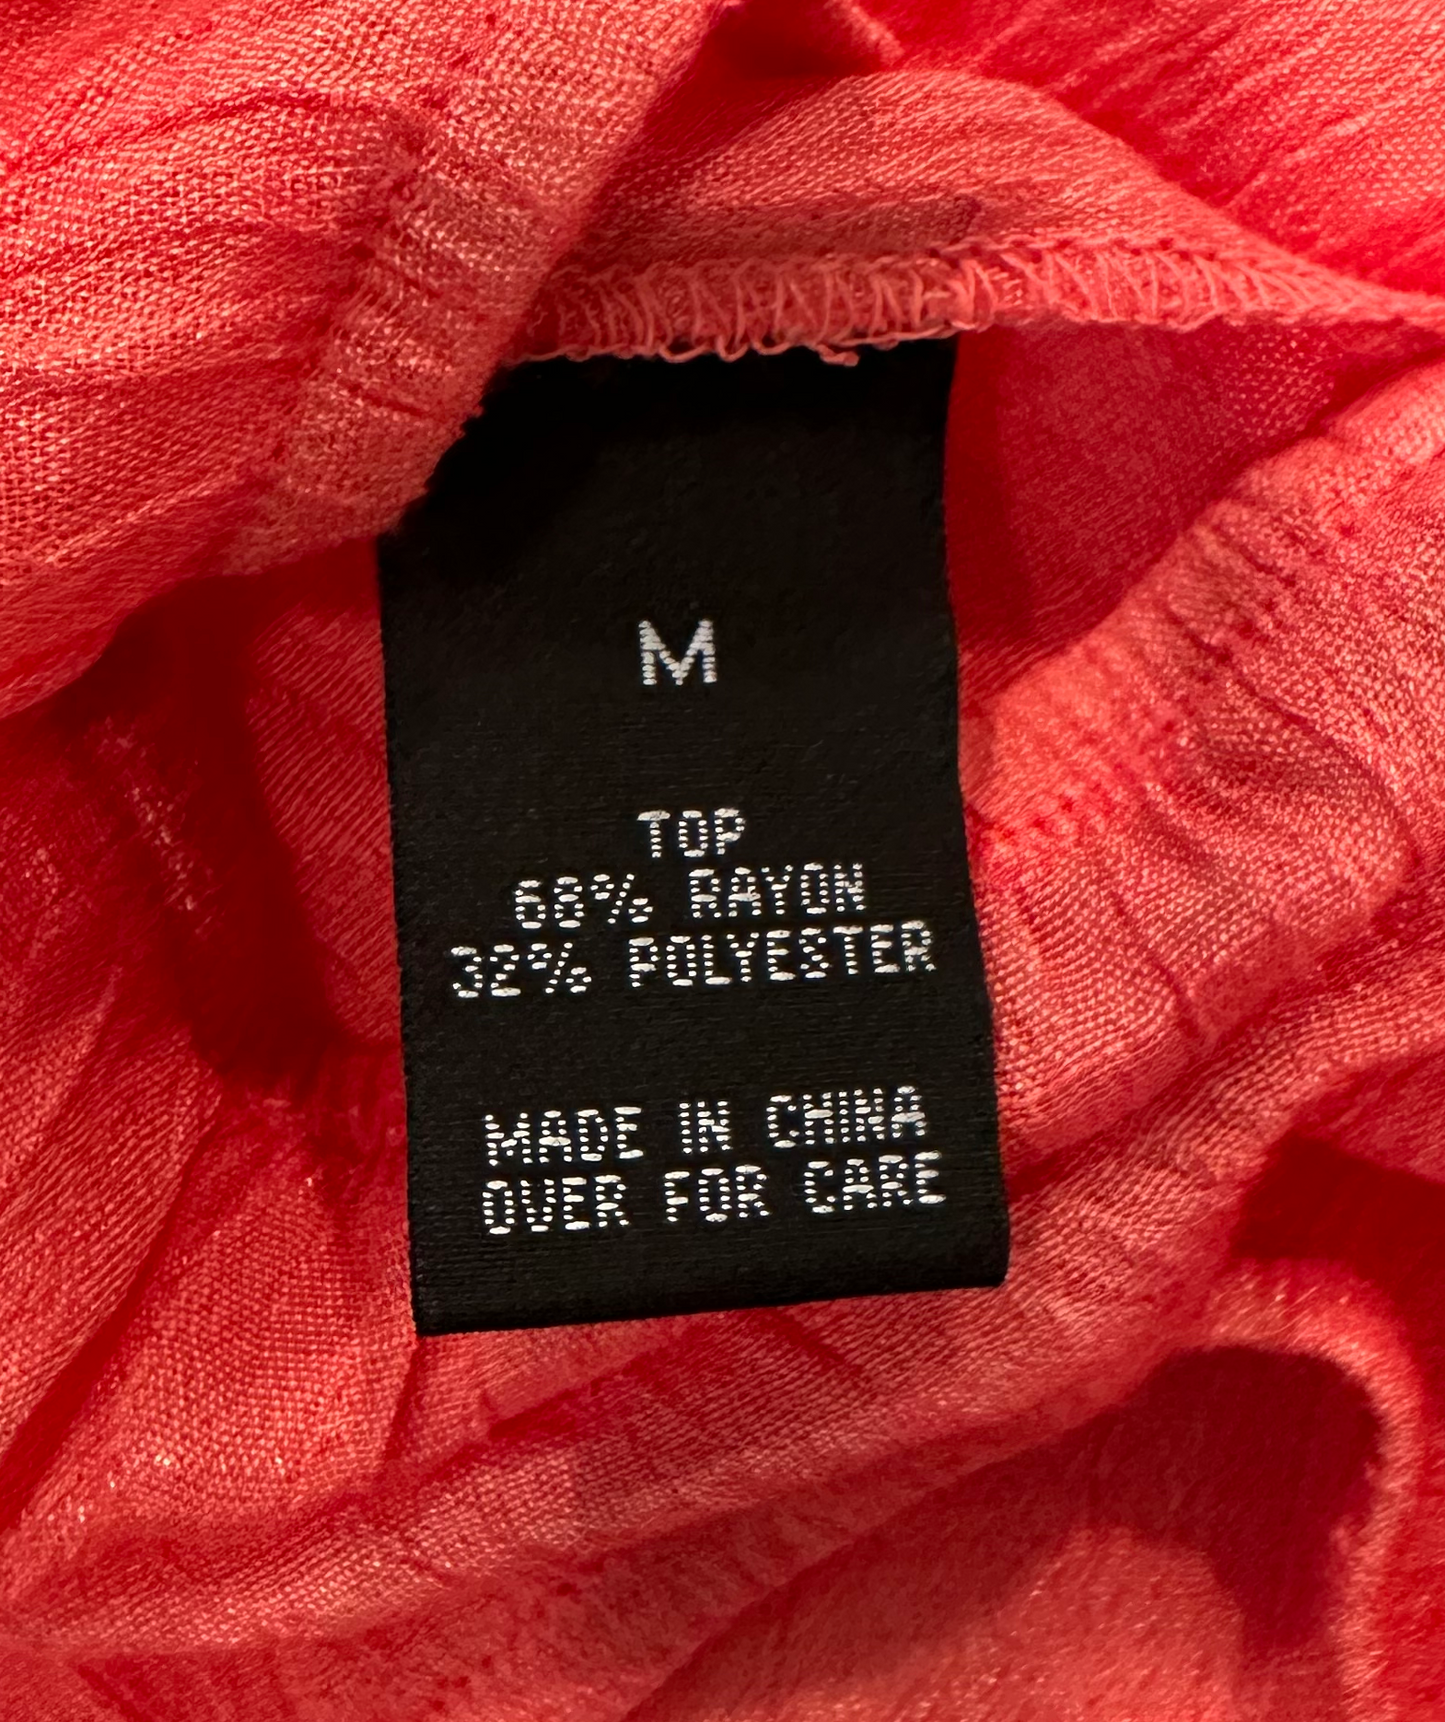 M
TOP
68% RAYON
32% POLYESTER
MADE IN CHINA
OVER FOR CARE